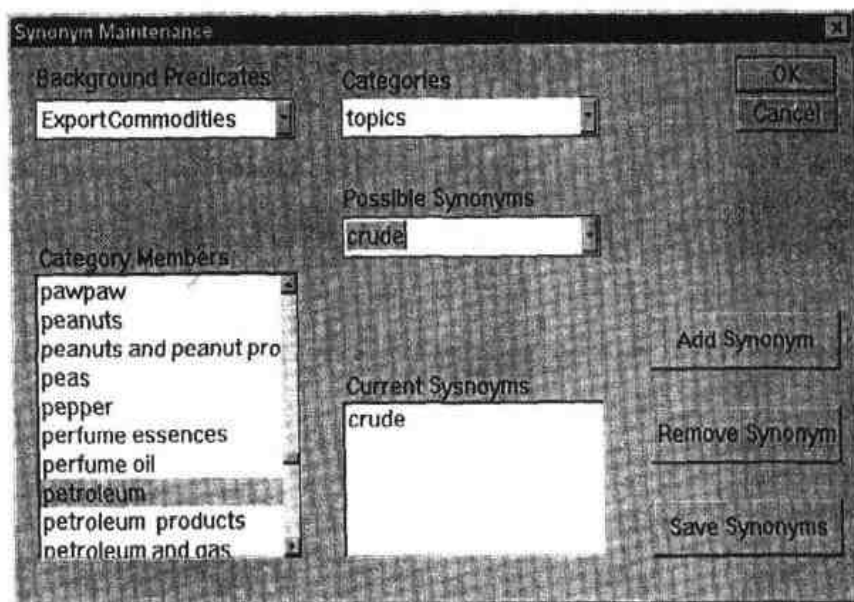 Synonym Maintenance
Background Predicates
ExportCommodities
Categories
topics
OK
Cancel
Possible Synonyms
crude
Category Members
pawpaw
peanuts
peanuts and peanut pro
peas
pepper
perfume essences
perfume oil
petroleum
petroleum products
petroleum and gas
Current Sysnoyms
crude
Add Synonym
Remove Synonym
Save Synonyms